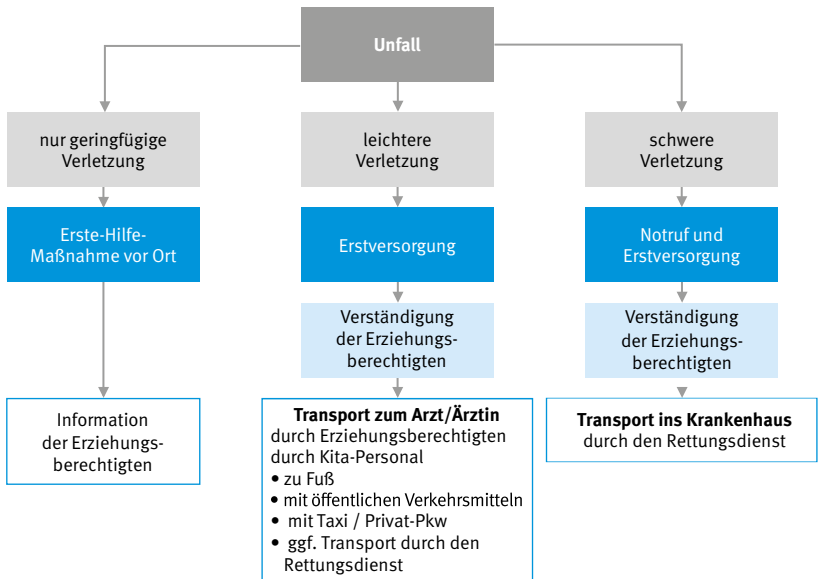 Unfall
nur geringfügige
Verletzung
leichtere
Verletzung
schwere
Verletzung
Erste-Hilfe-
Maßnahme vor Ort
Erstversorgung
Notruf und
Erstversorgung
Verständigung
der Erziehungs-
berechtigten
Verständigung
der Erziehungs-
berechtigten
Information
der Erziehungs-
berechtigten
Transport zum Arzt/Ärztin
durch Erziehungsberechtigten
durch Kita-Personal
• zu Fuß
• mit öffentlichen Verkehrsmitteln
• mit Taxi / Privat-Pkw
• ggf. Transport durch den
Rettungsdienst
Transport ins Krankenhaus
durch den Rettungsdienst